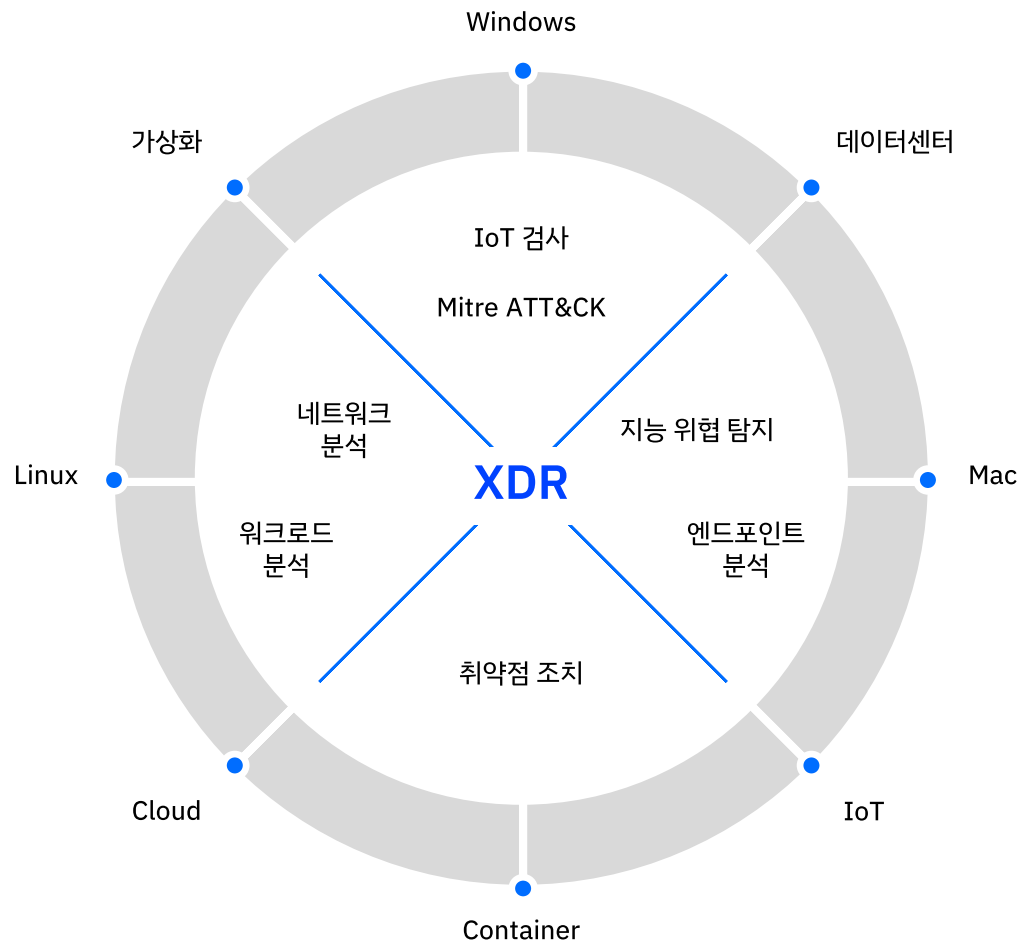 Windows
가상화
데이터센터
IoT 검사
Mitre ATT&CK
네트워크
분석
지능 위협 탐지
Linux
XDR
Mac
워크로드
분석
엔드포인트
분석
취약점 조치
Cloud
IoT
Container